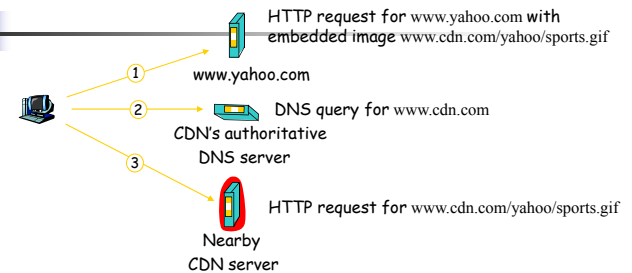 HTTP request for www.yahoo.com with
embedded image www.cdn.com/yahoo/sports.gif
1
www.yahoo.com
2
DNS query for www.cdn.com
CDN's authoritative
DNS server
3
HTTP request for www.cdn.com/yahoo/sports.gif
Nearby
CDN server